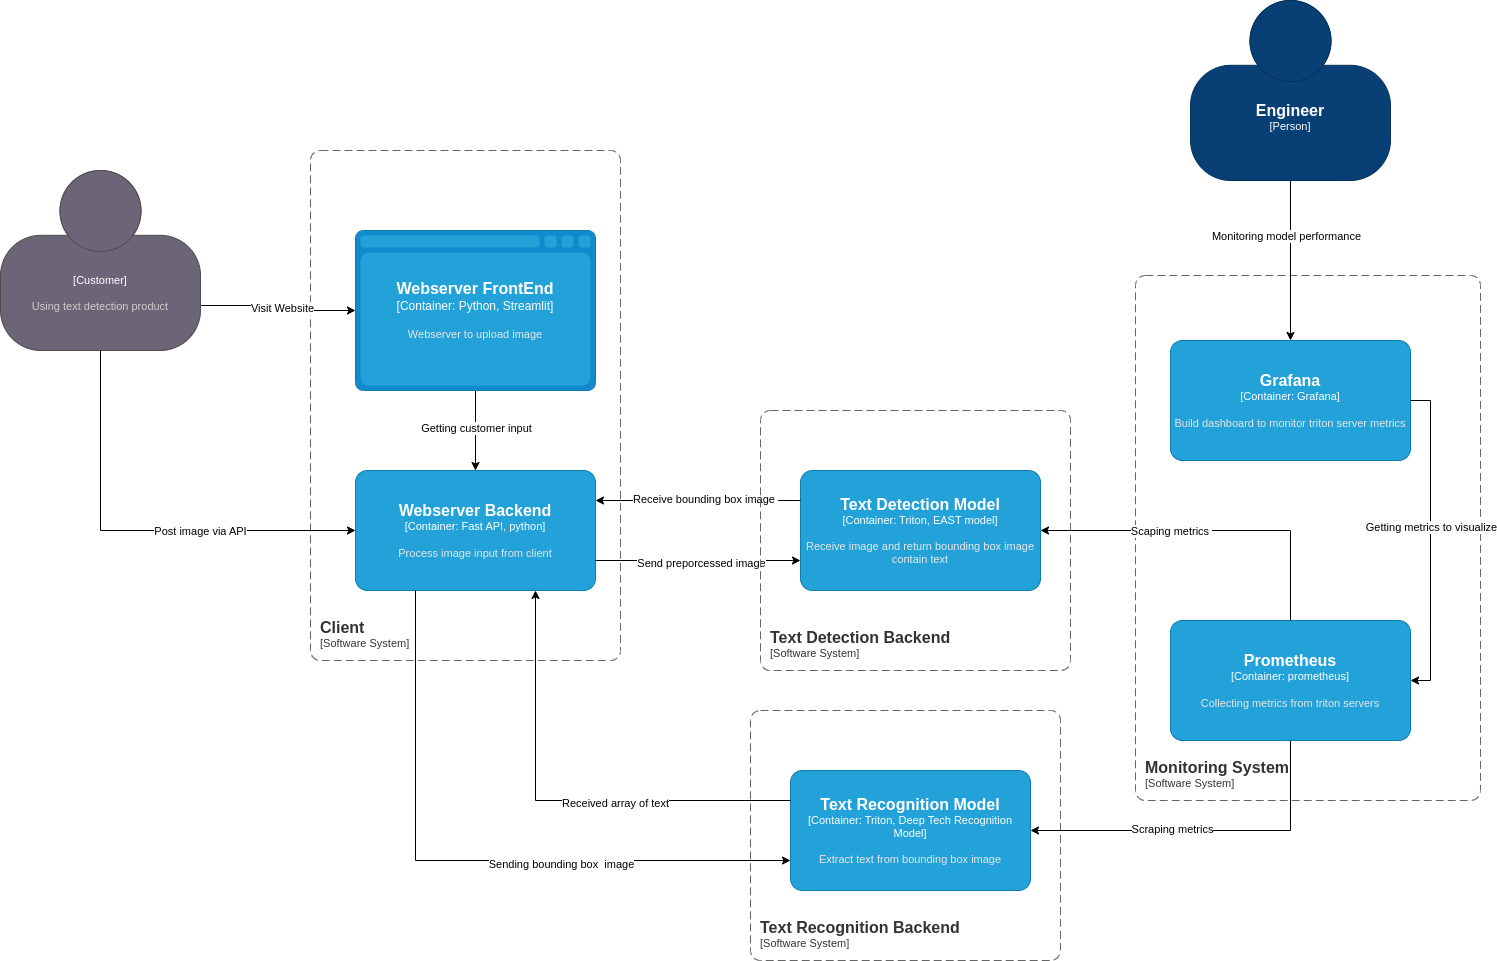 Engineer
[Person]
Monitoring model performance
[Customer]
Using text detection product
Visit Website
Webserver FrontEnd
[Container: Python, Streamlit]
Webserver to upload image
Getting customer input
Post image via API
Webserver Backend
[Container: Fast API, python]
Process image input from client
Client
[Software System]
Receive bounding box image
Send preporcessed image
Text Detection Model
[Container: Triton, EAST model]
Receive image and return bounding box image
contain text
Text Detection Backend
[Software System]
Grafana
[Container: Grafana]
Build dashboard to monitor triton server metrics
Scaping metrics
Getting metrics to visualize
Prometheus
[Container: prometheus]
Collecting metrics from triton servers
Monitoring System
[Software System]
Received array of text
Sending bounding box  image
Text Recognition Model
[Container: Triton, Deep Tech Recognition
Model]
Extract text from bounding box image
Scraping metrics
Text Recognition Backend
[Software System]